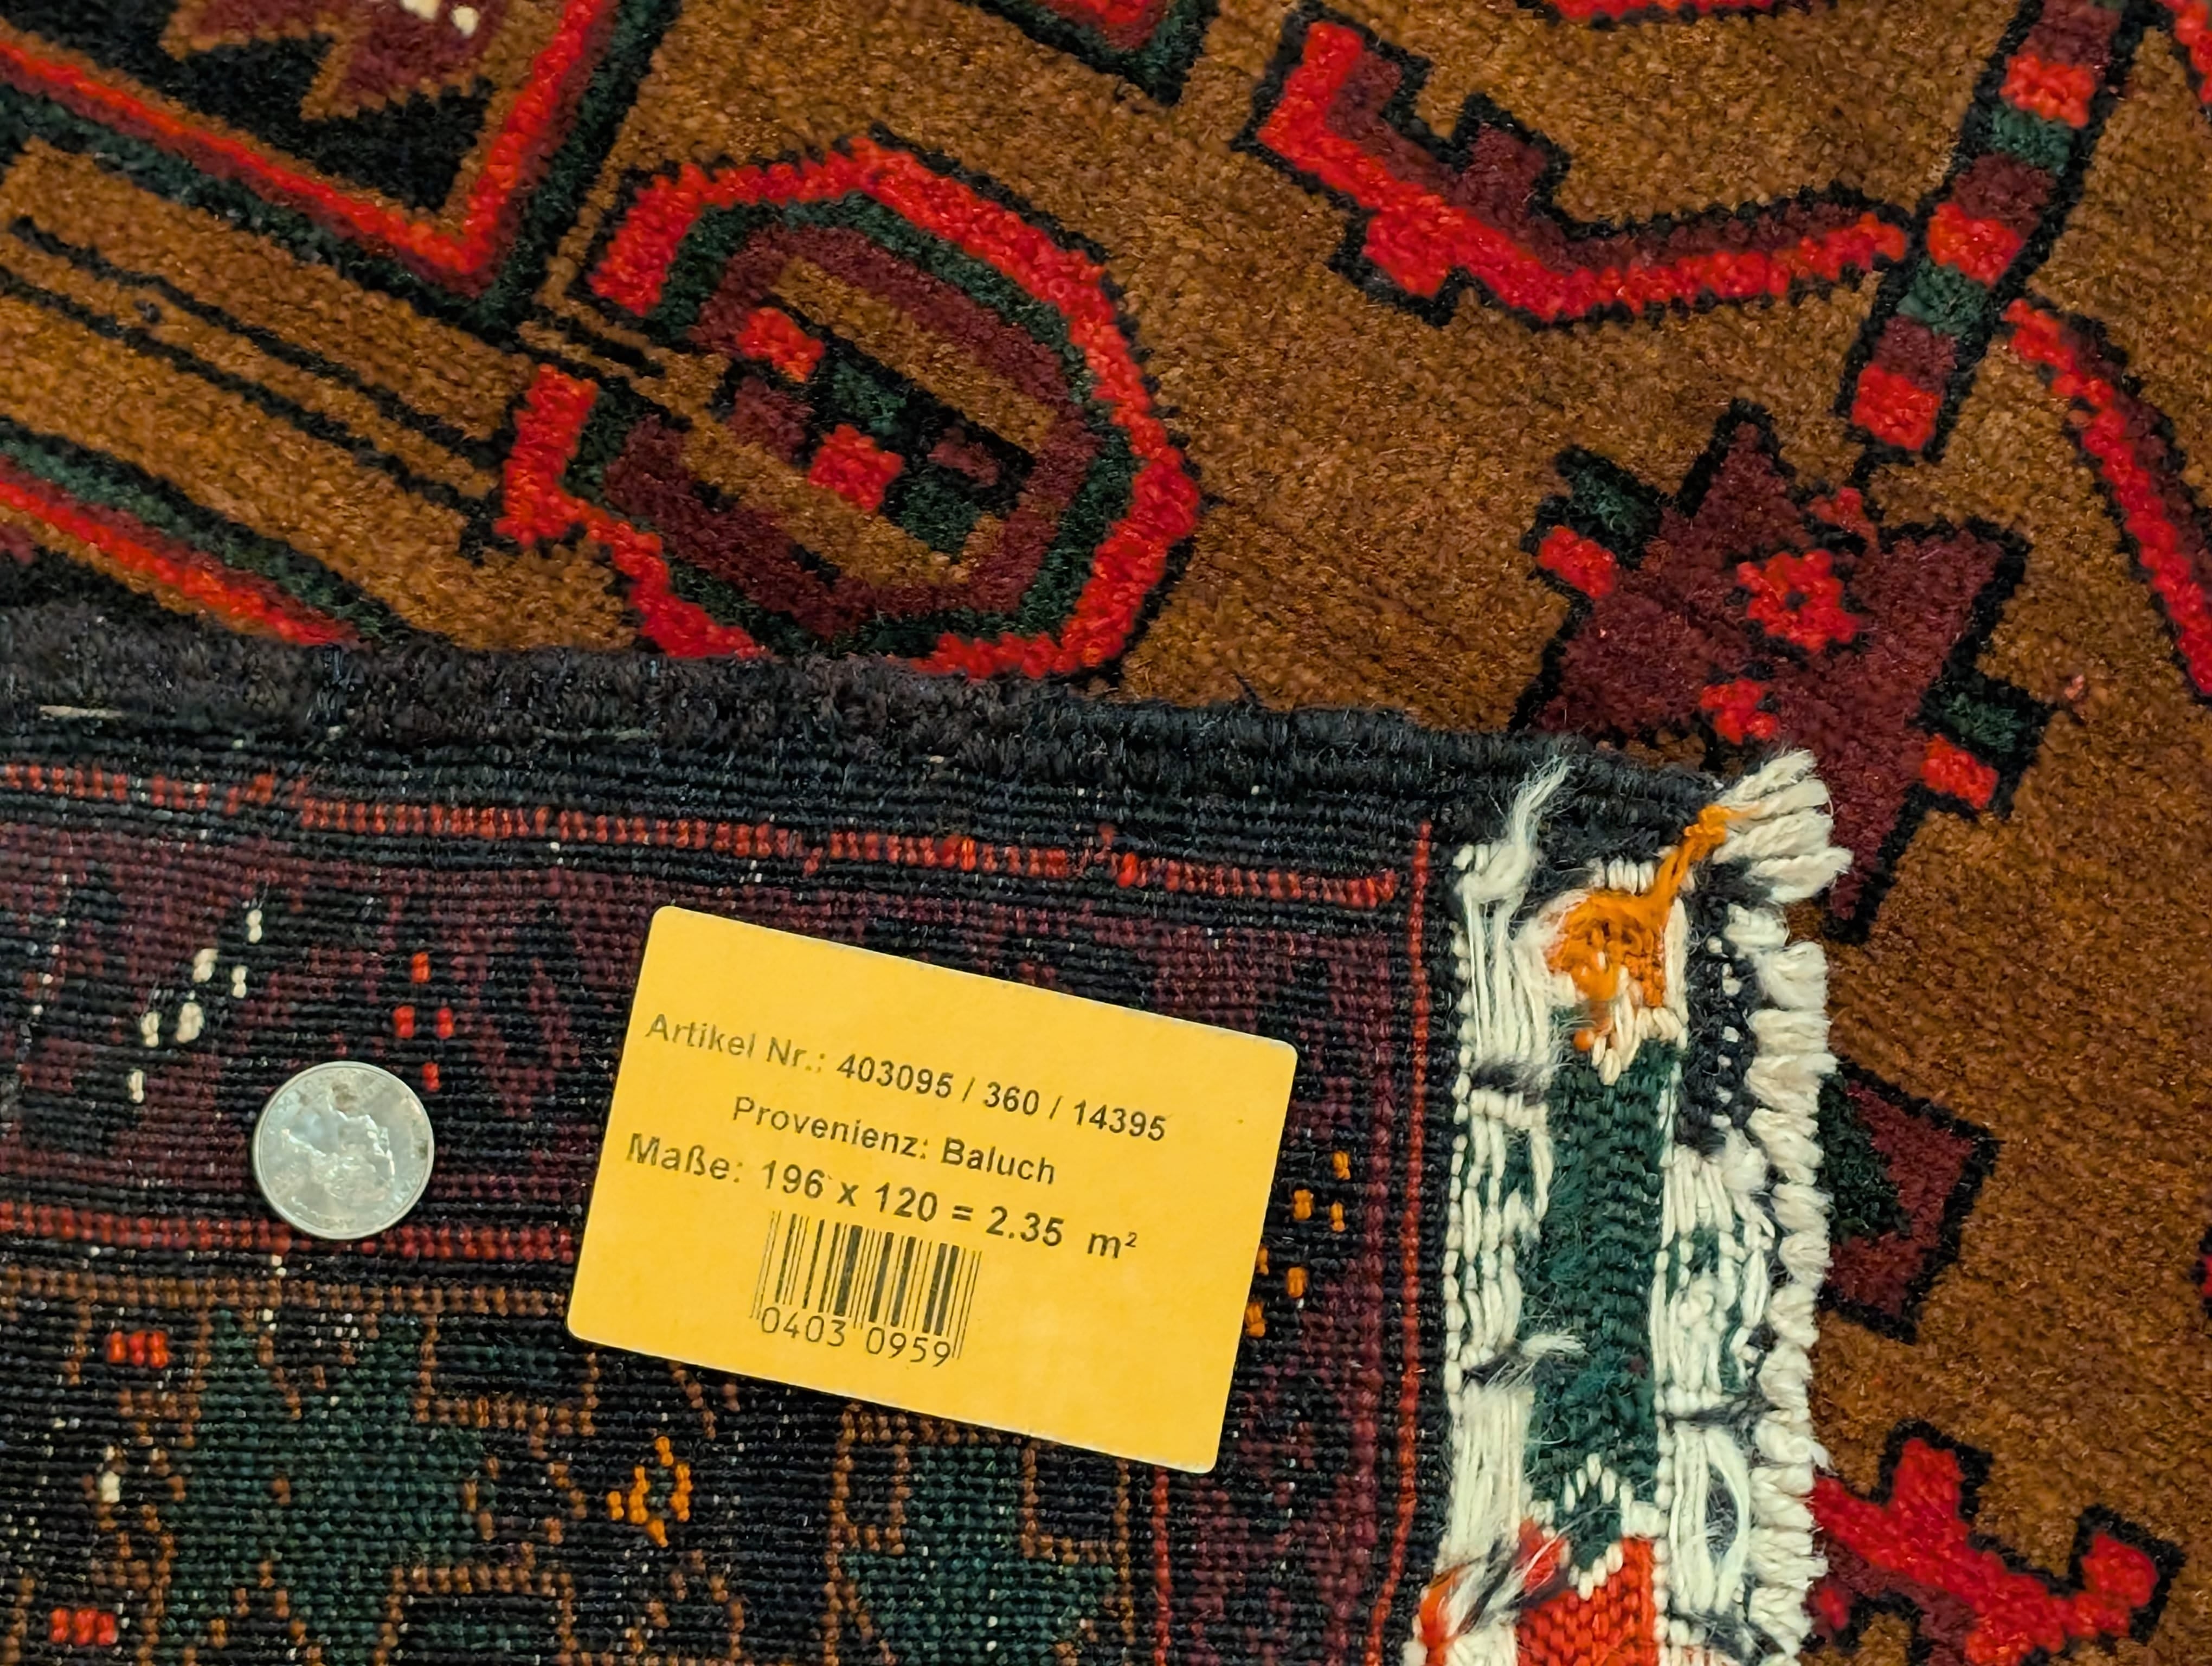 Artikel Nr.: 403095 / 360 / 14395
Provenienz: Baluch
Maße: 196 x 120 = 2.35 m²
0403 0959